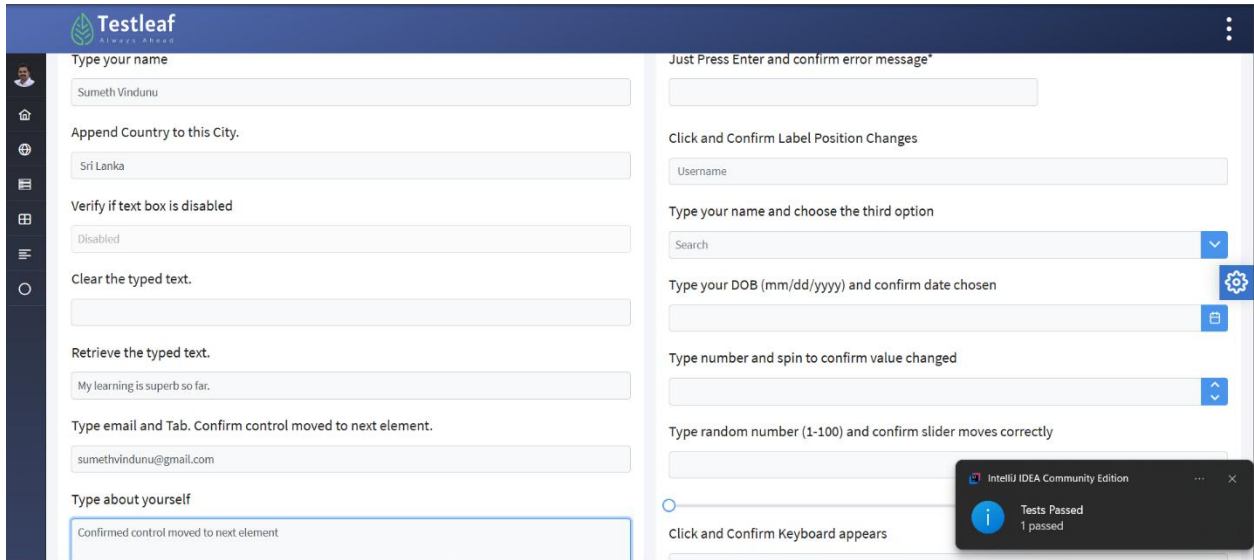 Testleaf
Always Ahead
Type your name
Sumeth Vindunu
Append Country to this City.
Sri Lanka
Verify if text box is disabled
Disabled
Clear the typed text.
Retrieve the typed text.
My learning is superb so far.
Type email and Tab. Confirm control moved to next element.
sumethvindunu@gmail.com
Type about yourself
Confirmed control moved to next element
Just Press Enter and confirm error message*
Click and Confirm Label Position Changes
Username
Type your name and choose the third option
Search
Type your DOB (mm/dd/yyyy) and confirm date chosen
Type number and spin to confirm value changed
Type random number (1-100) and confirm slider moves correctly
Click and Confirm Keyboard appears
IntelliJ IDEA Community Edition
Tests Passed
1 passed